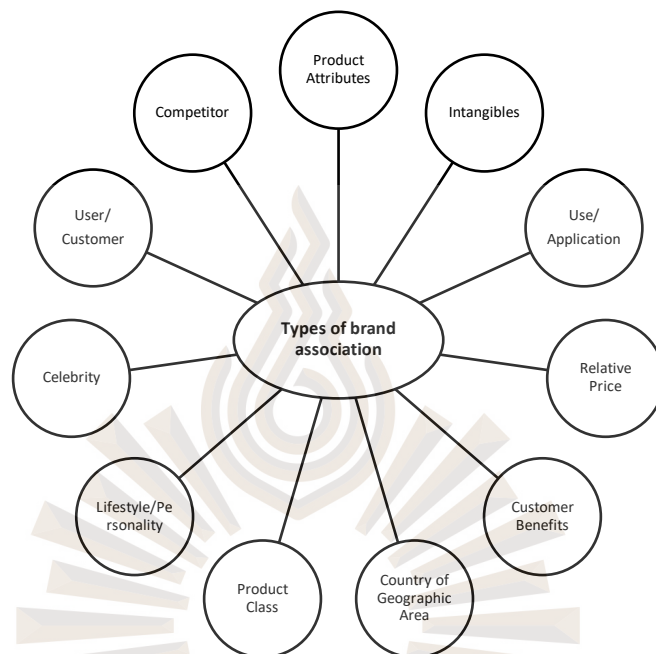 Product
Attributes
Competitor
Intangibles
User/
Customer
Use/
Application
Types of brand
association
Celebrity
Relative
Price
Lifestyle/Pe
rsonality
Customer
Benefits
Product
Class
Country of
Geographic
Area